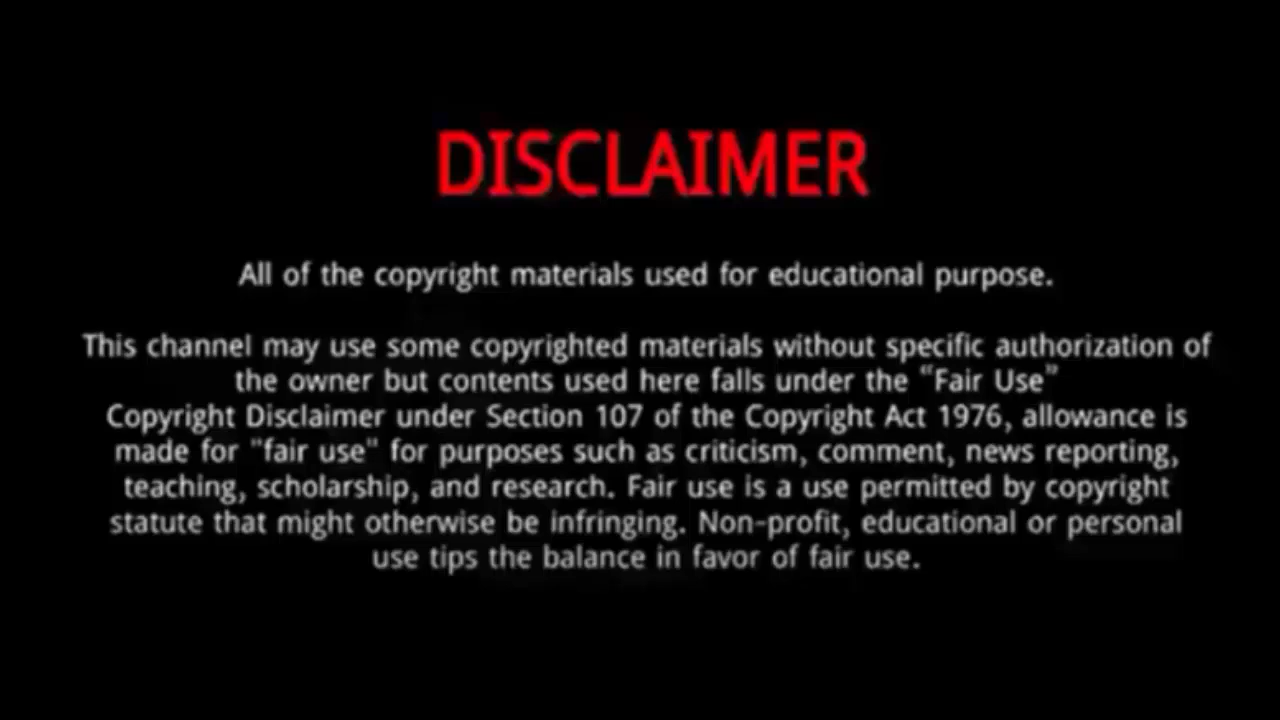 DISCLAIMER
All of the copyright materials used for educational purpose.
This channel may use some copyrighted materials without specific authorization of
the owner but contents used here falls under the “Fair Use”
Copyright Disclaimer under Section 107 of the Copyright Act 1976, allowance is
made for "fair use" for purposes such as criticism, comment, news reporting,
teaching, scholarship, and research. Fair use is a use permitted by copyright
statute that might otherwise be infringing. Non-profit, educational or personal
use tips the balance in favor of fair use.